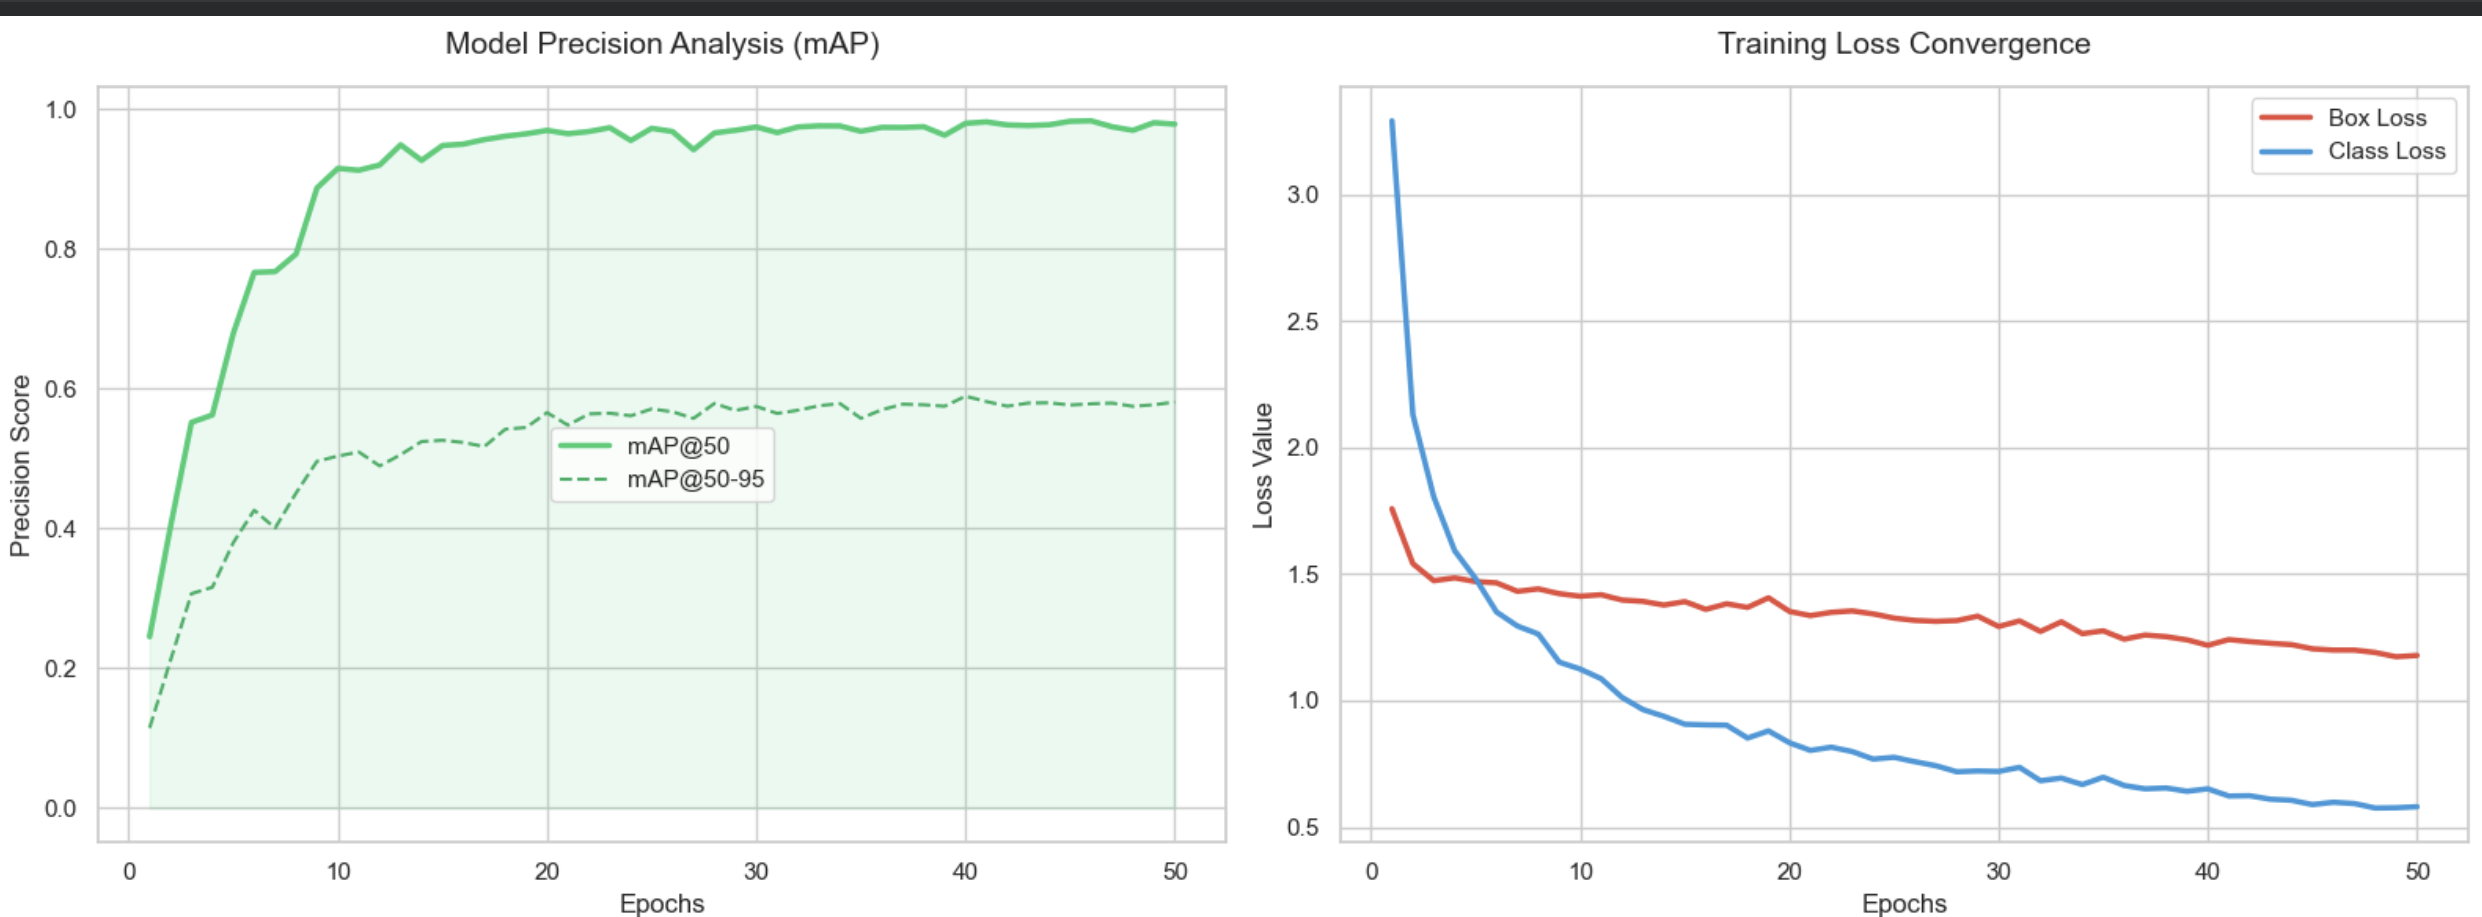 Model Precision Analysis (mAP)
1.0
0.8
0.6
0.4
0.2
0.0
Precision Score
mAP@50
mAP@50-95
0 10 20 30 40 50
Epochs
Training Loss Convergence
3.0
2.5
2.0
1.5
1.0
0.5
Loss Value
Box Loss
Class Loss
0 10 20 30 40 50
Epochs